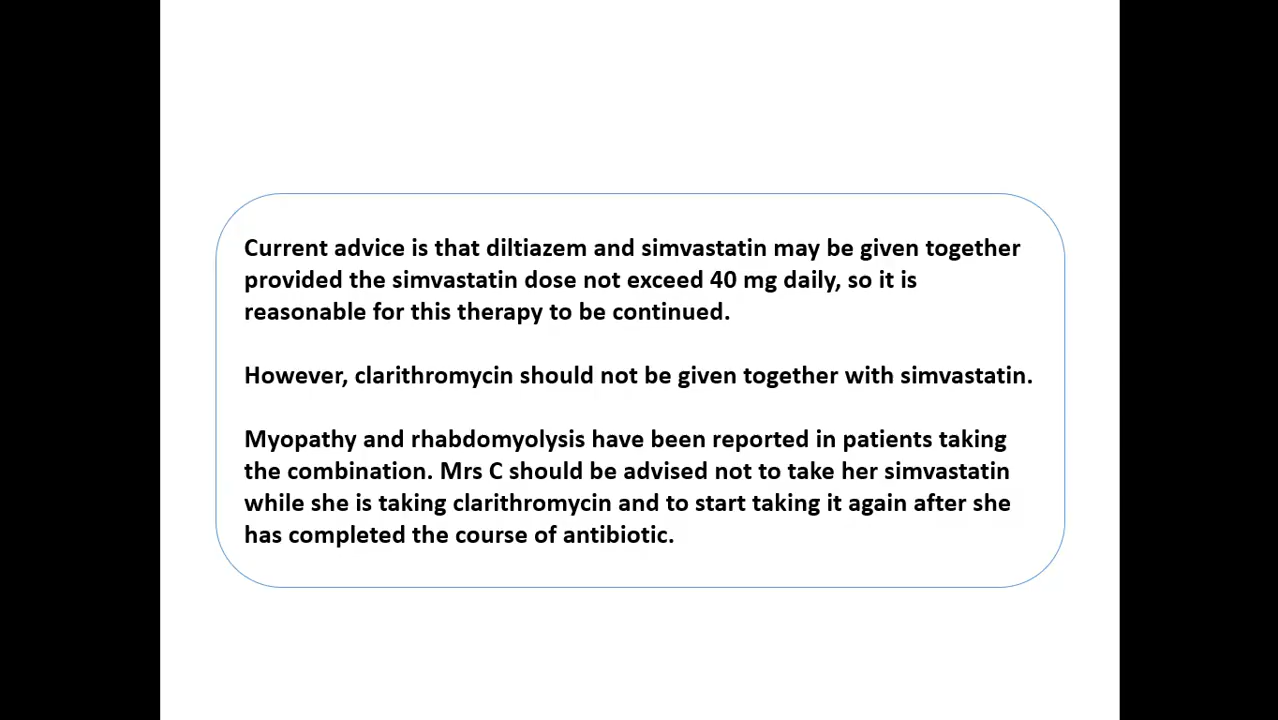 Current advice is that diltiazem and simvastatin may be given together
provided the simvastatin dose not exceed 40 mg daily, so it is
reasonable for this therapy to be continued.
However, clarithromycin should not be given together with simvastatin.
Myopathy and rhabdomyolysis have been reported in patients taking
the combination. Mrs C should be advised not to take her simvastatin
while she is taking clarithromycin and to start taking it again after she
has completed the course of antibiotic.